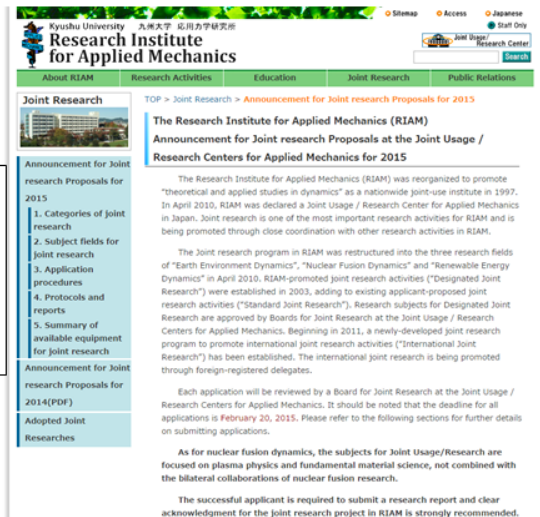 Sitemap Access Japanese
Staff Only
Kyushu University 九州大学 応用力学研究所
Research Institute
for Applied Mechanics
Joint Usage/
Research Center
Search
About RIAM Research Activities Education Joint Research Public Relations
Joint Research
Announcement for Joint
research Proposals for
2015
1. Categories of joint
research
2. Subject fields for
joint research
3. Application
procedures
4. Protocols and
reports
5. Summary of
available equipment
for joint research
Announcement for Joint
research Proposals for
2014(PDF)
Adopted Joint
Researches
TOP > Joint Research > Announcement for Joint research Proposals for 2015
The Research Institute for Applied Mechanics (RIAM)
Announcement for Joint research Proposals at the Joint Usage /
Research Centers for Applied Mechanics for 2015
The Research Institute for Applied Mechanics (RIAM) was reorganized to promote
"theoretical and applied studies in dynamics" as a nationwide joint-use institute in 1997.
In April 2010, RIAM was declared a Joint Usage / Research Center for Applied Mechanics
in Japan. Joint research is one of the most important research activities for RIAM and is
being promoted through close coordination with other research activities in RIAM.
The Joint research program in RIAM was restructured into the three research fields
of "Earth Environment Dynamics", "Nuclear Fusion Dynamics" and "Renewable Energy
Dynamics" in April 2010. RIAM-promoted joint research activities ("Designated Joint
Research") were established in 2003, adding to existing applicant-proposed joint
research activities ("Standard Joint Research"). Research subjects for Designated Joint
Research are approved by Boards for Joint Research at the Joint Usage / Research
Centers for Applied Mechanics. Beginning in 2011, a newly-developed joint research
program to promote international joint research activities ("International Joint
Research") has been established. The international joint research is being promoted
through foreign-registered delegates.
Each application will be reviewed by a Board for Joint Research at the Joint Usage /
Research Centers for Applied Mechanics. It should be noted that the deadline for all
applications is February 20, 2015. Please refer to the following sections for further details
on submitting applications.
As for nuclear fusion dynamics, the subjects for Joint Usage/Research are
focused on plasma physics and fundamental material science, not combined with
the bilateral collaborations of nuclear fusion research.
The successful applicant is required to submit a research report and clear
acknowledgment for the joint research project in RIAM is strongly recommended.